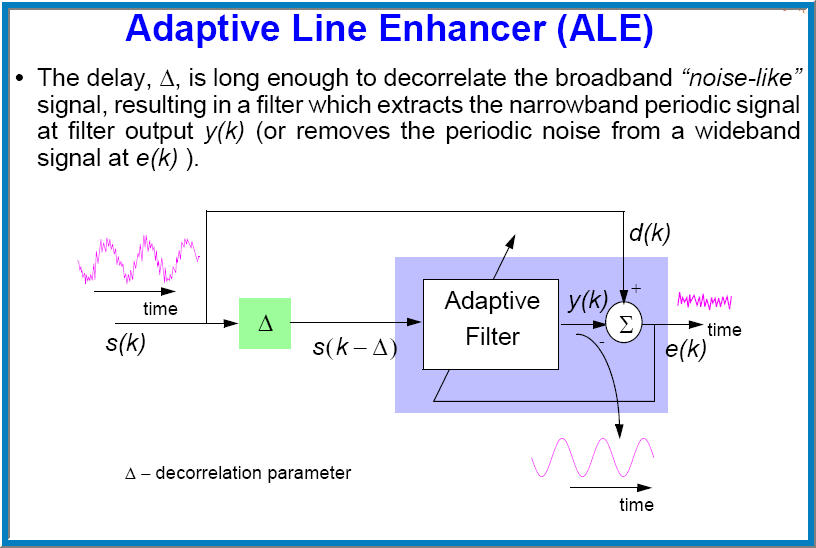 Adaptive Line Enhancer (ALE)
• The delay, Δ, is long enough to decorrelate the broadband “noise-like”
signal, resulting in a filter which extracts the narrowband periodic signal
at filter output y(k) (or removes the periodic noise from a wideband
signal at e(k) ).
d(k)
time
s(k)
Δ
s(k – Δ)
Adaptive
Filter
y(k)
+
Σ
-
time
e(k)
Δ – decorrelation parameter
time